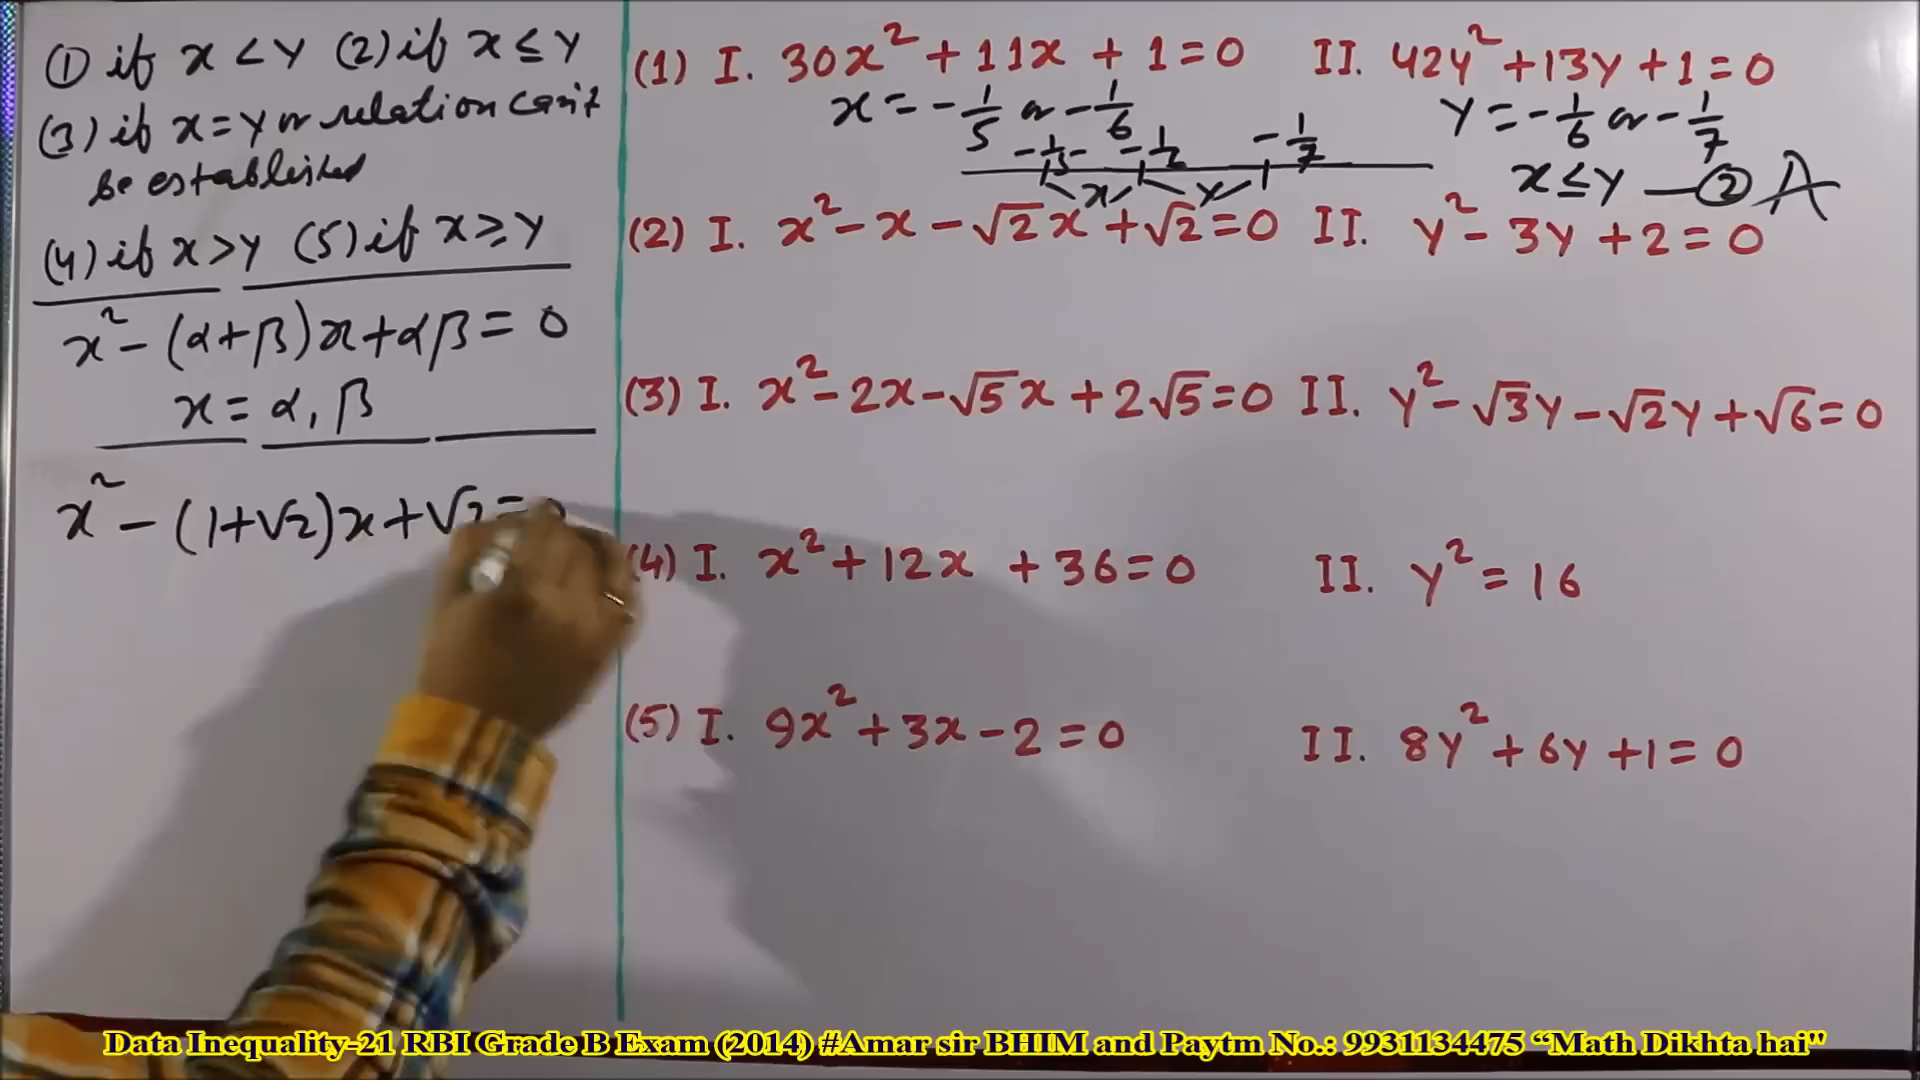 ① if x < y (2) if x ≤ y
(3) if x = y or relation can't
be established
(4) if x > y (5) if x ≥ y
x² - (α+β)x + αβ = 0
x = α, β
x² - (1+√2)x + √2 =
(1) I. 30x² + 11x + 1 = 0 II. 42y² + 13y + 1 = 0
x = -1/5 or -1/6 y = -1/6 or -1/7
-1/7
x y x ≤ y — ② A
(2) I. x² - x - √2x + √2 = 0 II. y² - 3y + 2 = 0
(3) I. x² - 2x - √5x + 2√5 = 0 II. y² - √3y - √2y + √6 = 0
(4) I. x² + 12x + 36 = 0 II. y² = 16
(5) I. 9x² + 3x - 2 = 0 II. 8y² + 6y + 1 = 0
Data Inequality-21 RBI Grade B Exam (2014) #Amar sir BHIM and Paytm No.: 9931134475 “Math Dikhta hai"